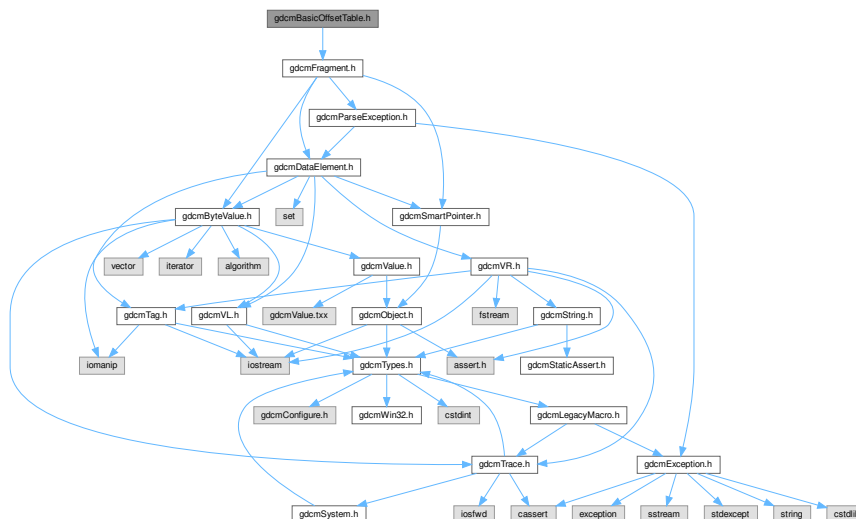 gdcmBasicOffsetTable.h
gdcmFragment.h
gdcmParseException.h
gdcmDataElement.h
gdcmByteValue.h
set
gdcmSmartPointer.h
vector
iterator
algorithm
gdcmValue.h
gdcmVR.h
gdcmTag.h
gdcmVL.h
gdcmValue.txx
gdcmObject.h
fstream
gdcmString.h
iomanip
iostream
gdcmTypes.h
assert.h
gdcmStaticAssert.h
gdcmConfigure.h
gdcmWin32.h
cstdint
gdcmLegacyMacro.h
gdcmTrace.h
gdcmException.h
gdcmSystem.h
iosfwd
cassert
exception
sstream
stdexcept
string
cstdlib